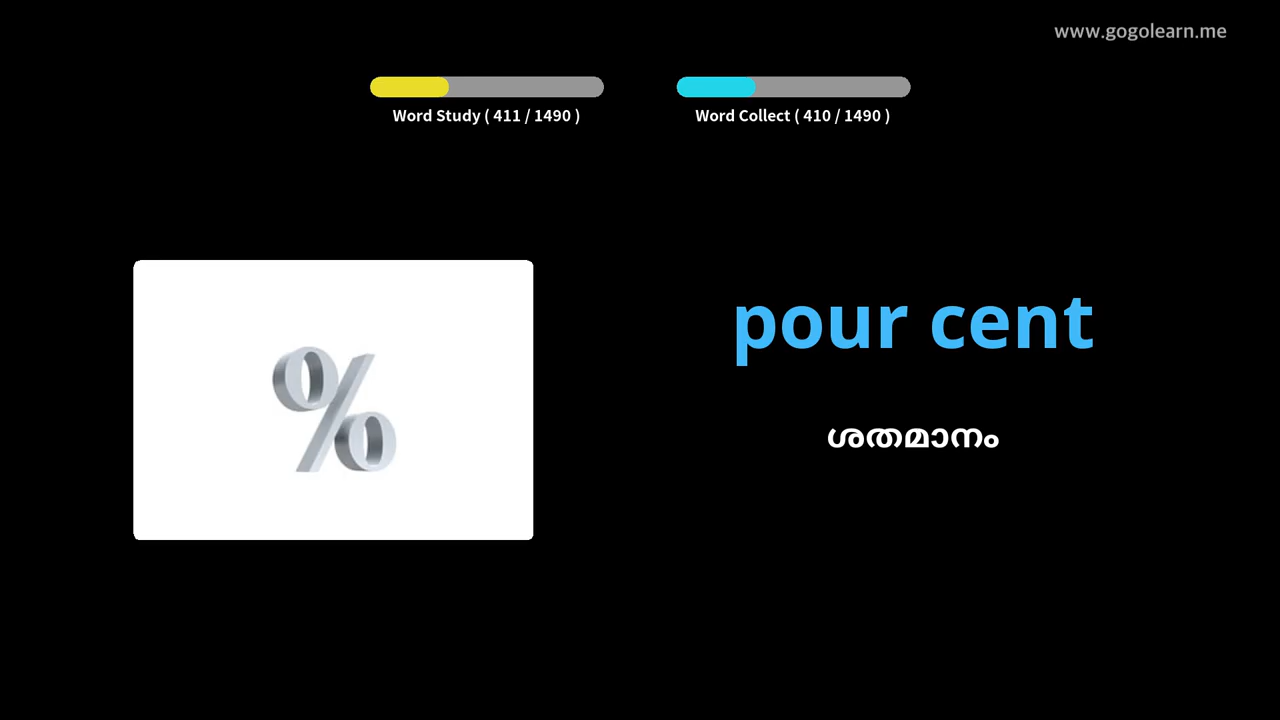 www.gogolearn.me
Word Study ( 411 / 1490 )
Word Collect ( 410 / 1490 )
%
pour cent
ശതമാനം